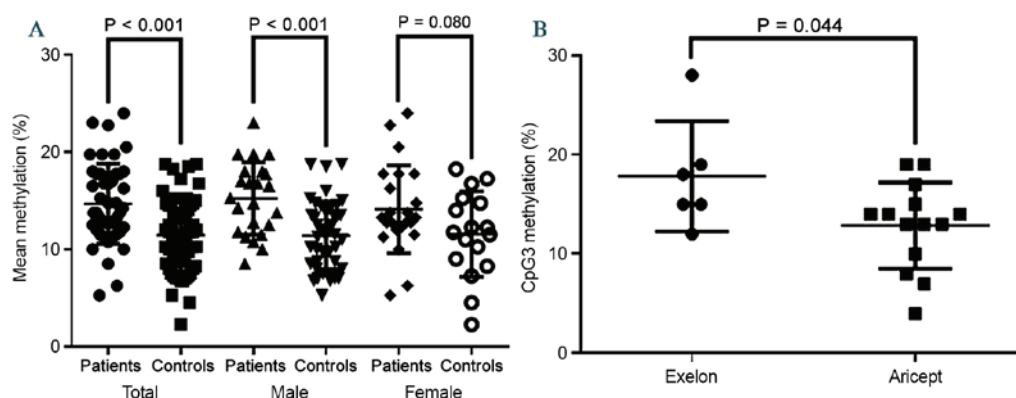 A
P < 0.001
P < 0.001
P = 0.080
Mean methylation (%)
30
20
10
0
Patients Controls Patients Controls Patients Controls
Total Male Female
B
P = 0.044
CpG3 methylation (%)
30
20
10
0
Exelon Aricept